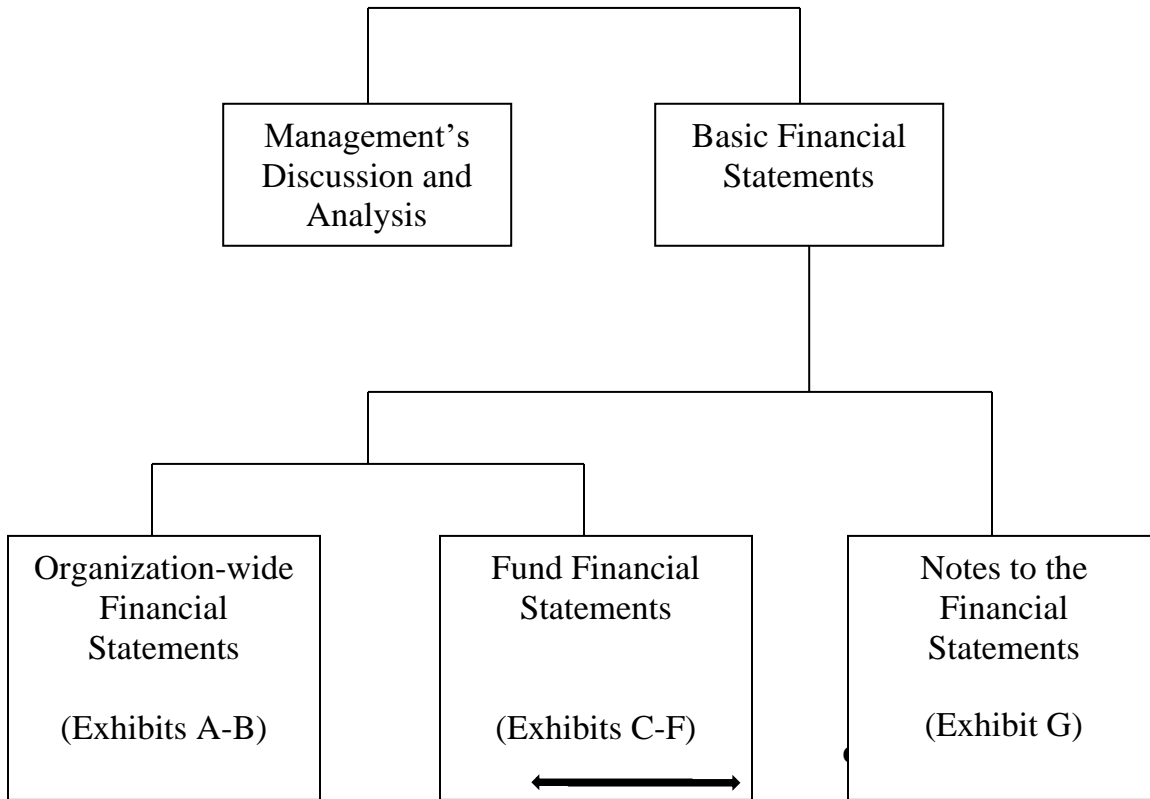 Management’s
Discussion and
Analysis
Basic Financial
Statements
Organization-wide
Financial
Statements
(Exhibits A-B)
Fund Financial
Statements
(Exhibits C-F)
Notes to the
Financial
Statements
(Exhibit G)